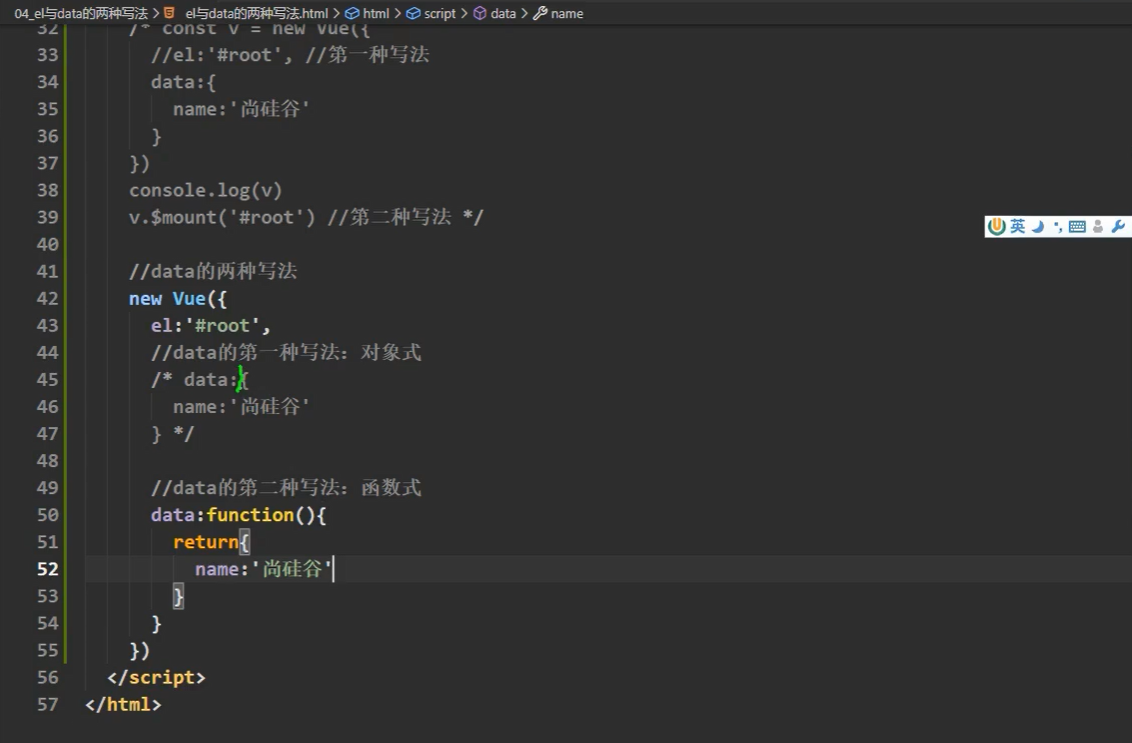 04_el与data的两种写法 > el与data的两种写法.html > html > script > data > name
32 /* const v = new Vue({
33 //el:'#root', //第一种写法
34 data:{
35 name:'尚硅谷'
36 }
37 })
38 console.log(v)
39 v.$mount('#root') //第二种写法 */
40
41 //data的两种写法
42 new Vue({
43 el:'#root',
44 //data的第一种写法：对象式
45 /* data:{
46 name:'尚硅谷'
47 } */
48
49 //data的第二种写法：函数式
50 data:function(){
51 return{
52 name:'尚硅谷'
53 }
54 }
55 })
56 </script>
57 </html>
英